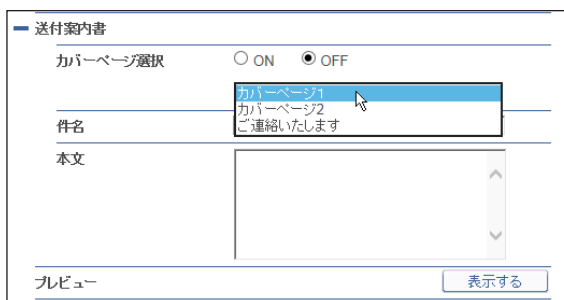 送付案内書
カバーページ選択 ON OFF
カバーページ1
カバーページ2
ご連絡いたします
件名
本文
プレビュー 表示する